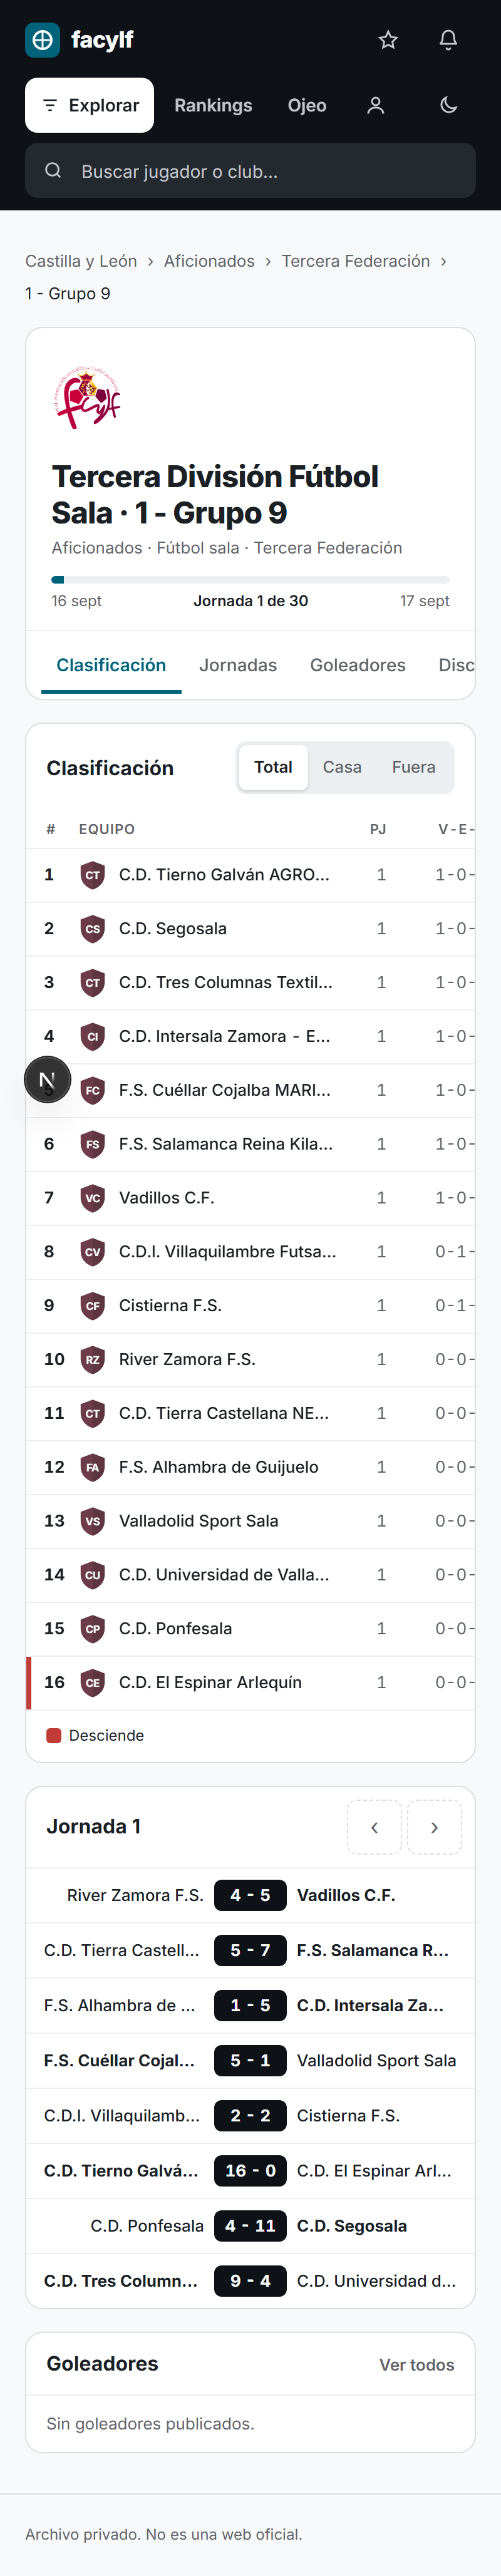 facylf
Explorar Rankings Ojeo
Buscar jugador o club...
Castilla y León › Aficionados › Tercera Federación ›
1 - Grupo 9
fcylf
Tercera División Fútbol
Sala · 1 - Grupo 9
Aficionados · Fútbol sala · Tercera Federación
16 sept Jornada 1 de 30 17 sept
Clasificación Jornadas Goleadores Disc
Clasificación Total Casa Fuera
# EQUIPO PJ V-E-
1 CT C.D. Tierno Galván AGRO... 1 1-0-
2 CS C.D. Segosala 1 1-0-
3 CT C.D. Tres Columnas Textil... 1 1-0-
4 CI C.D. Intersala Zamora - E... 1 1-0-
N 5 FC F.S. Cuéllar Cojalba MARI... 1 1-0-
6 FS F.S. Salamanca Reina Kila... 1 1-0-
7 VC Vadillos C.F. 1 1-0-
8 CV C.D.I. Villaquilambre Futsa... 1 0-1-
9 CF Cistierna F.S. 1 0-1-
10 RZ River Zamora F.S. 1 0-0-
11 CT C.D. Tierra Castellana NE... 1 0-0-
12 FA F.S. Alhambra de Guijuelo 1 0-0-
13 VS Valladolid Sport Sala 1 0-0-
14 CU C.D. Universidad de Valla... 1 0-0-
15 CP C.D. Ponfesala 1 0-0-
16 CE C.D. El Espinar Arlequín 1 0-0-
Desciende
Jornada 1 ‹ ›
River Zamora F.S. 4 - 5 Vadillos C.F.
C.D. Tierra Castell... 5 - 7 F.S. Salamanca R...
F.S. Alhambra de ... 1 - 5 C.D. Intersala Za...
F.S. Cuéllar Cojal... 5 - 1 Valladolid Sport Sala
C.D.I. Villaquilamb... 2 - 2 Cistierna F.S.
C.D. Tierno Galvá... 16 - 0 C.D. El Espinar Arl...
C.D. Ponfesala 4 - 11 C.D. Segosala
C.D. Tres Column... 9 - 4 C.D. Universidad d...
Goleadores Ver todos
Sin goleadores publicados.
Archivo privado. No es una web oficial.